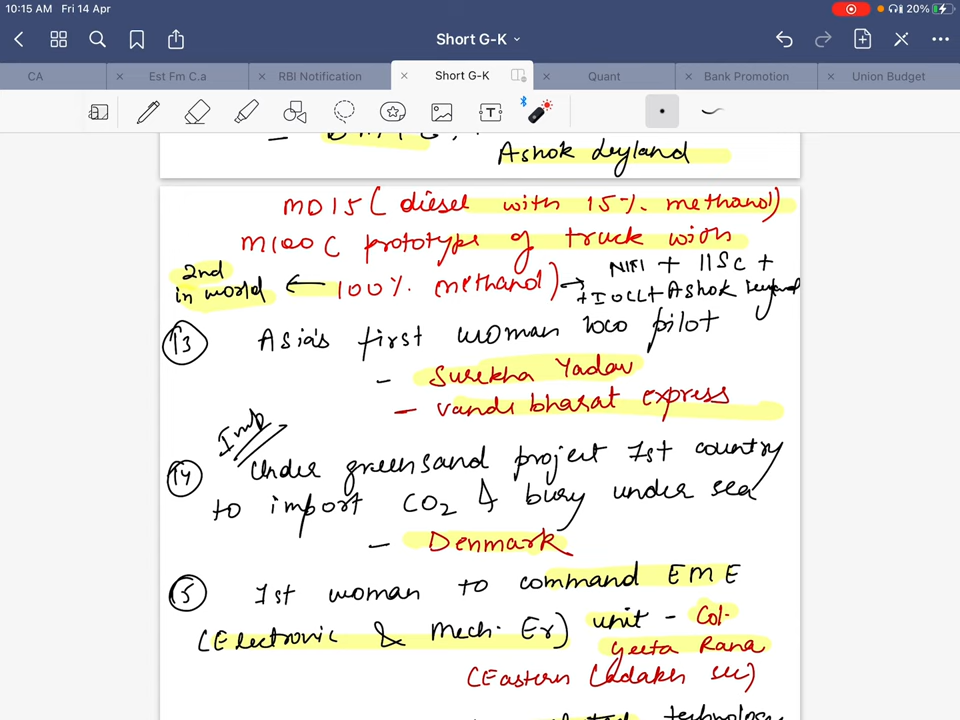 10:15 AM Fri 14 Apr
20%
Short G-K
CA
Est Fm C.a
RBI Notification
Short G-K
Quant
Bank Promotion
Union Budget
Ashok Leyland
MD15 (diesel with 15% methanol)
M100 ( prototype of truck with
2nd in world ← 100% methanol) → NITI + IISc +
+ IOCL + Ashok Leyland
13 Asia's first woman loco pilot
- Surekha Yadav
- vande bharat express
Imp
14 Under greensand project 1st country
to import CO2 & bury under sea
- Denmark
15 1st woman to command EME
(Electronic & Mech. Er) unit - Col.
Geeta Rana
(Eastern Ladakh sec)
technology